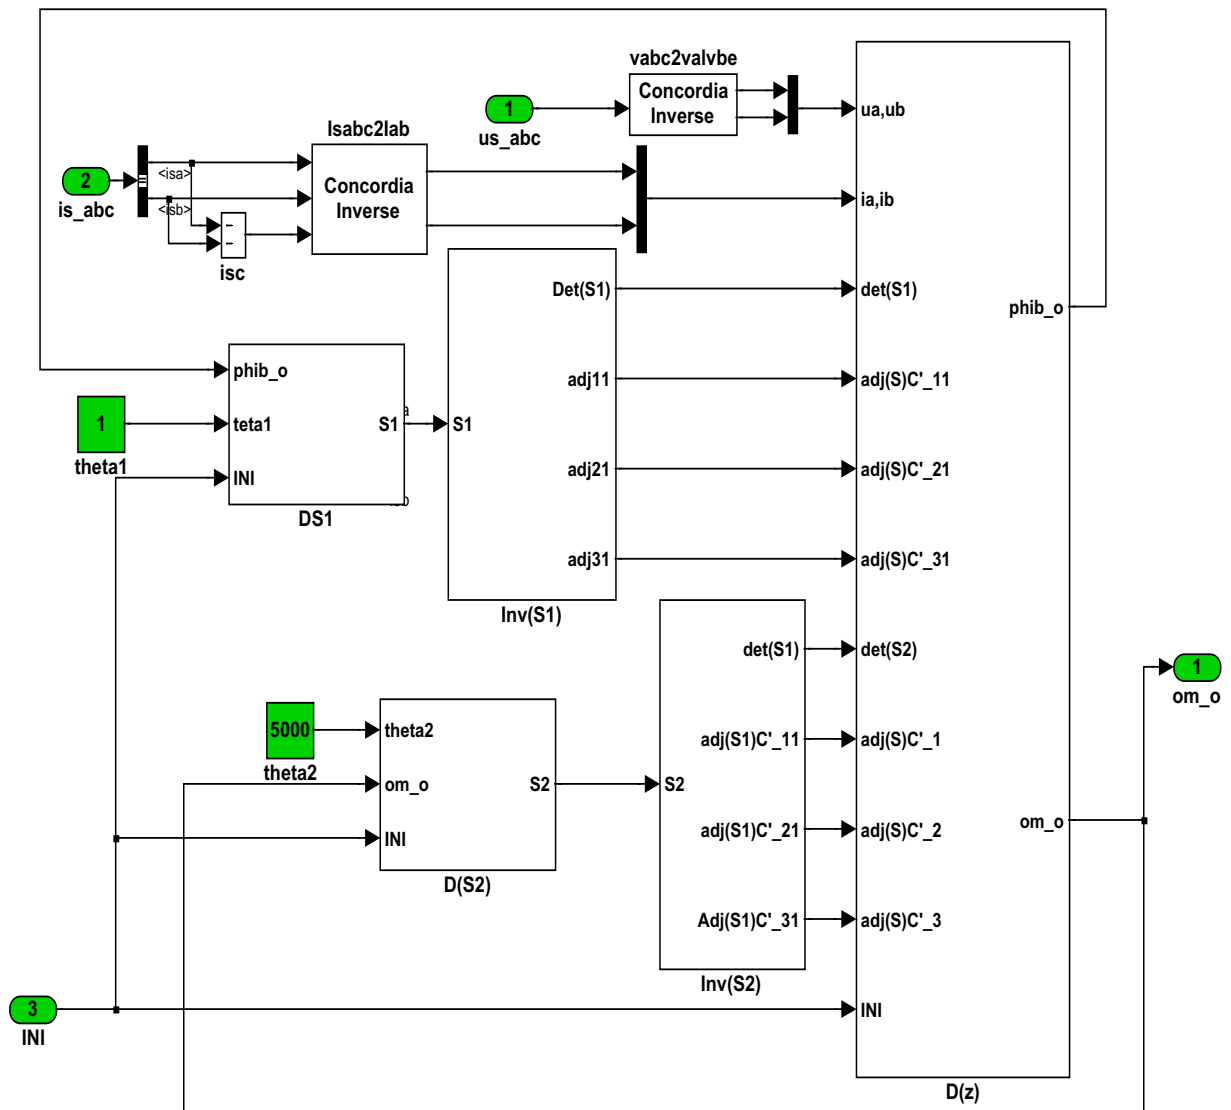 vabc2valvbe
Concordia
Inverse
1
us_abc
ua,ub
Isabc2Iab
<isa>
2
is_abc
Concordia
Inverse
<isb>
ia,ib
isc
Det(S1)
det(S1)
phib_o
phib_o
adj11
adj(S)C'_11
1
theta1
teta1
S1
S1
INI
adj21
adj(S)C'_21
DS1
adj31
adj(S)C'_31
Inv(S1)
det(S1)
det(S2)
1
om_o
5000
theta2
theta2
adj(S1)C'_11
adj(S)C'_1
om_o
S2
S2
INI
adj(S1)C'_21
adj(S)C'_2
om_o
D(S2)
Adj(S1)C'_31
adj(S)C'_3
Inv(S2)
3
INI
INI
D(z)